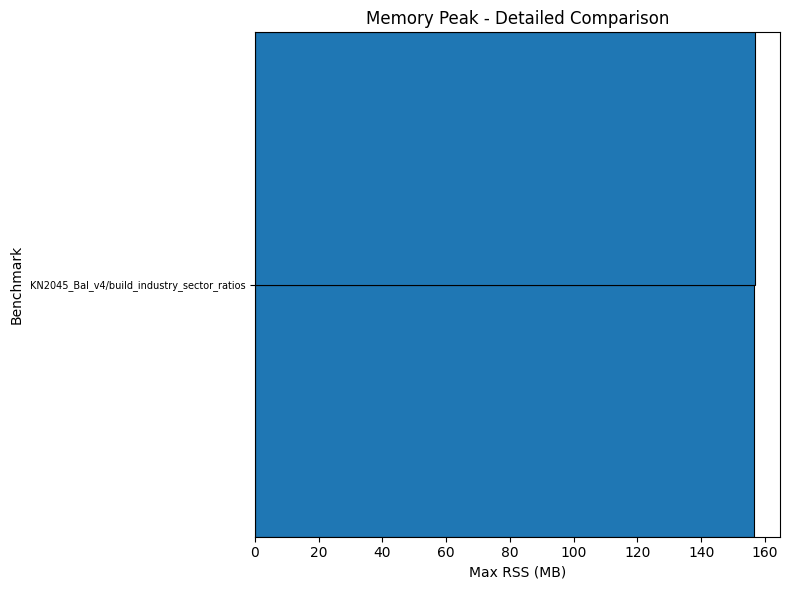 Memory Peak - Detailed Comparison
Benchmark
KN2045_Bal_v4/build_industry_sector_ratios
0 20 40 60 80 100 120 140 160
Max RSS (MB)